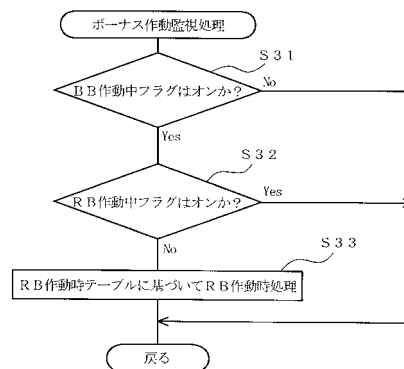 ボーナス作動監視処理
S31
BB作動中フラグはオンか?
No
Yes
S32
RB作動中フラグはオンか?
Yes
No
S33
RB作動時テーブルに基づいてRB作動時処理
戻る